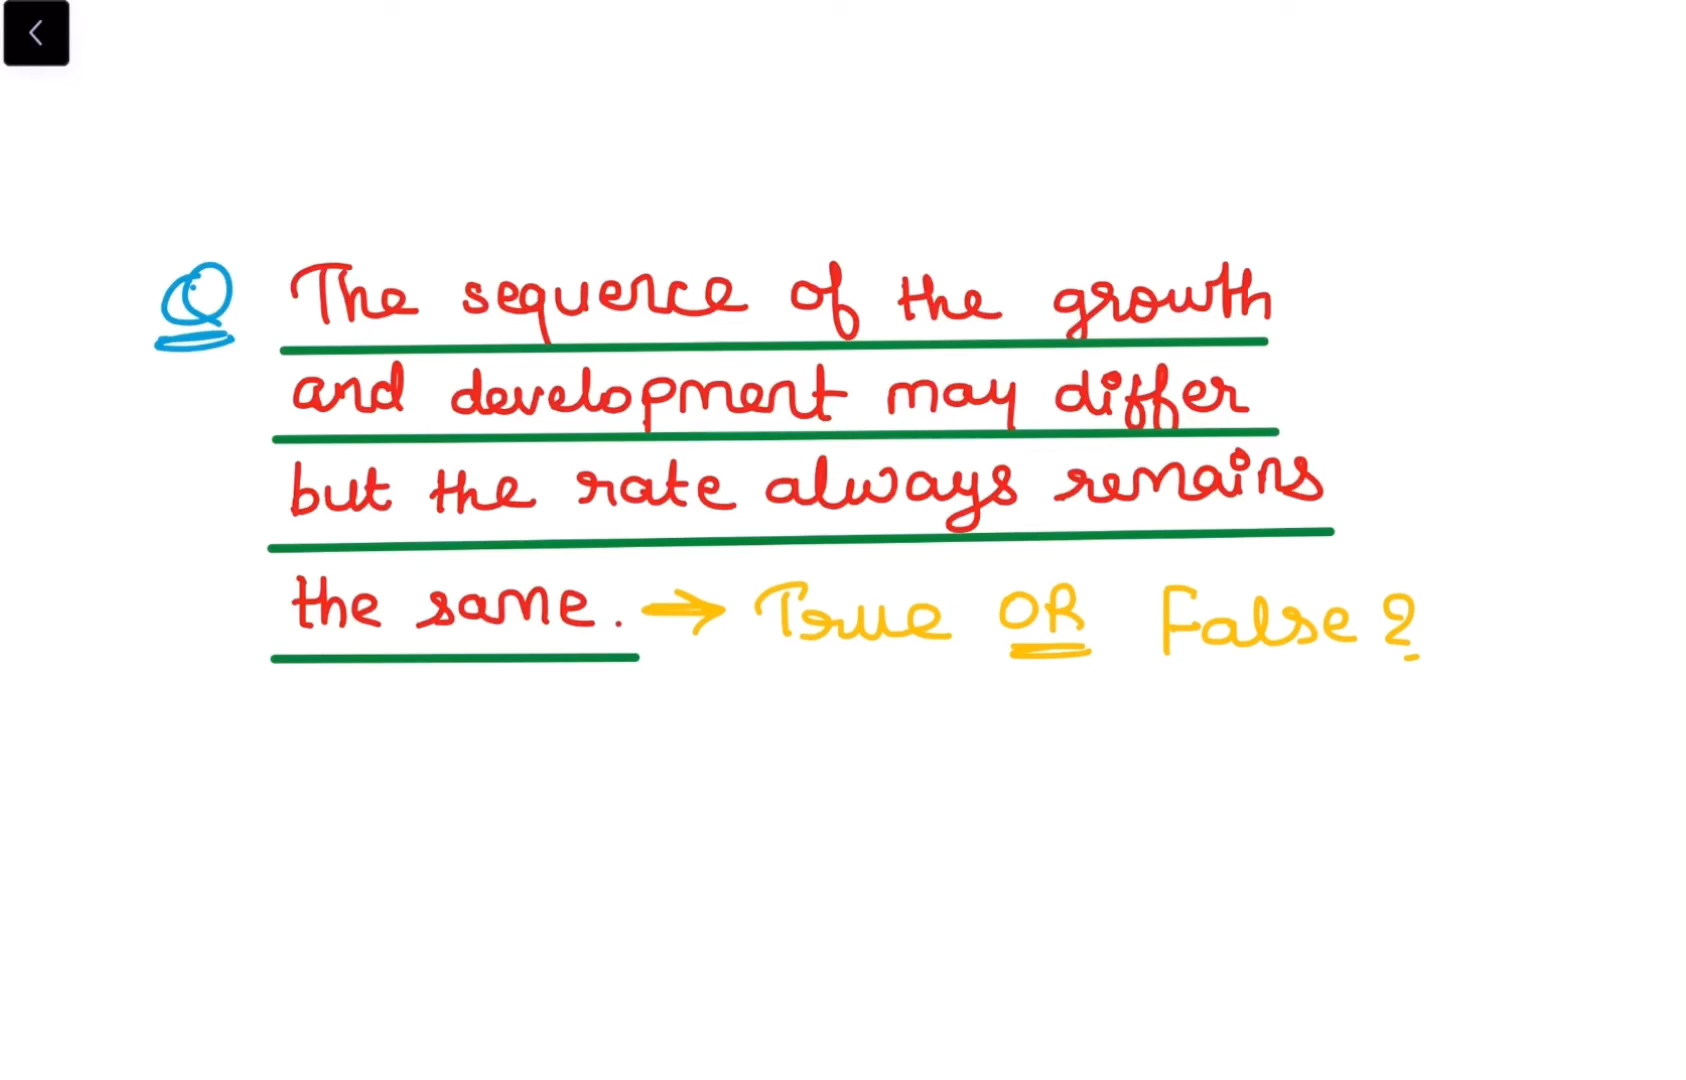 Q The sequence of the growth
and development may differ
but the rate always remains
the same. → True OR False?